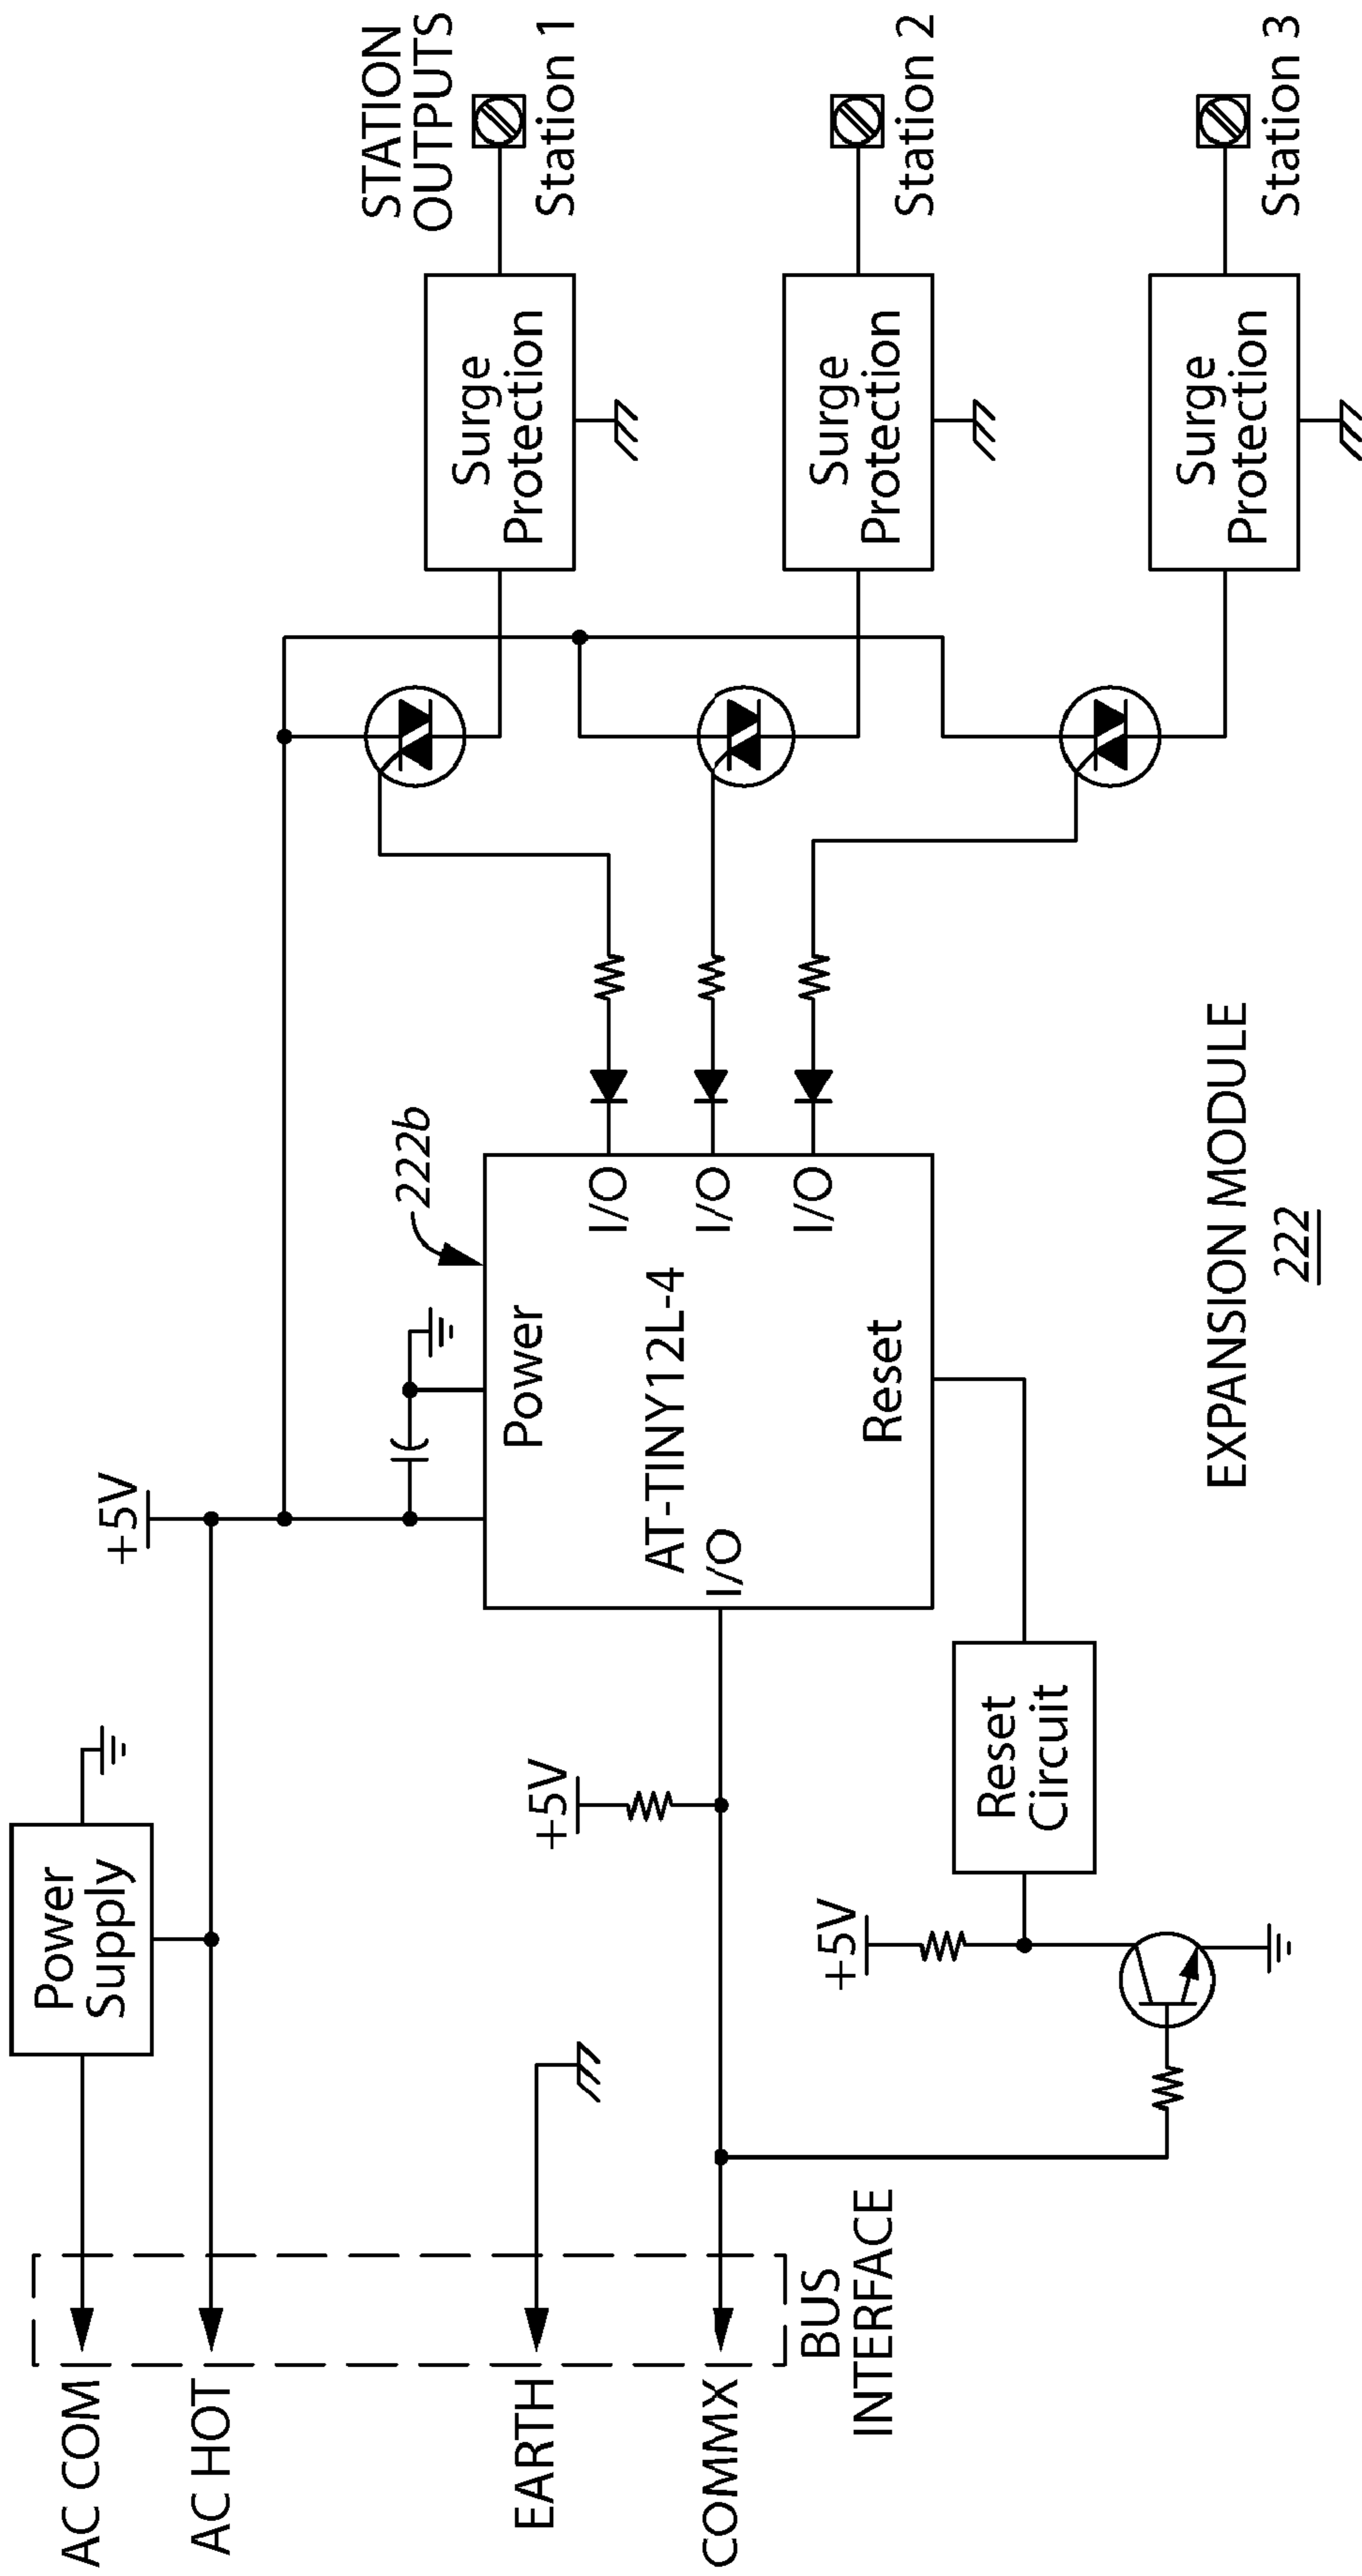 AC COM
AC HOT
EARTH
COMMX
BUS
INTERFACE
Power
Supply
+5V
+5V
+5V
Reset
Circuit
222b
Power
AT-TINY12L-4
I/O
Reset
I/O
I/O
I/O
Surge
Protection
Surge
Protection
Surge
Protection
STATION
OUTPUTS
Station 1
Station 2
Station 3
EXPANSION MODULE
222